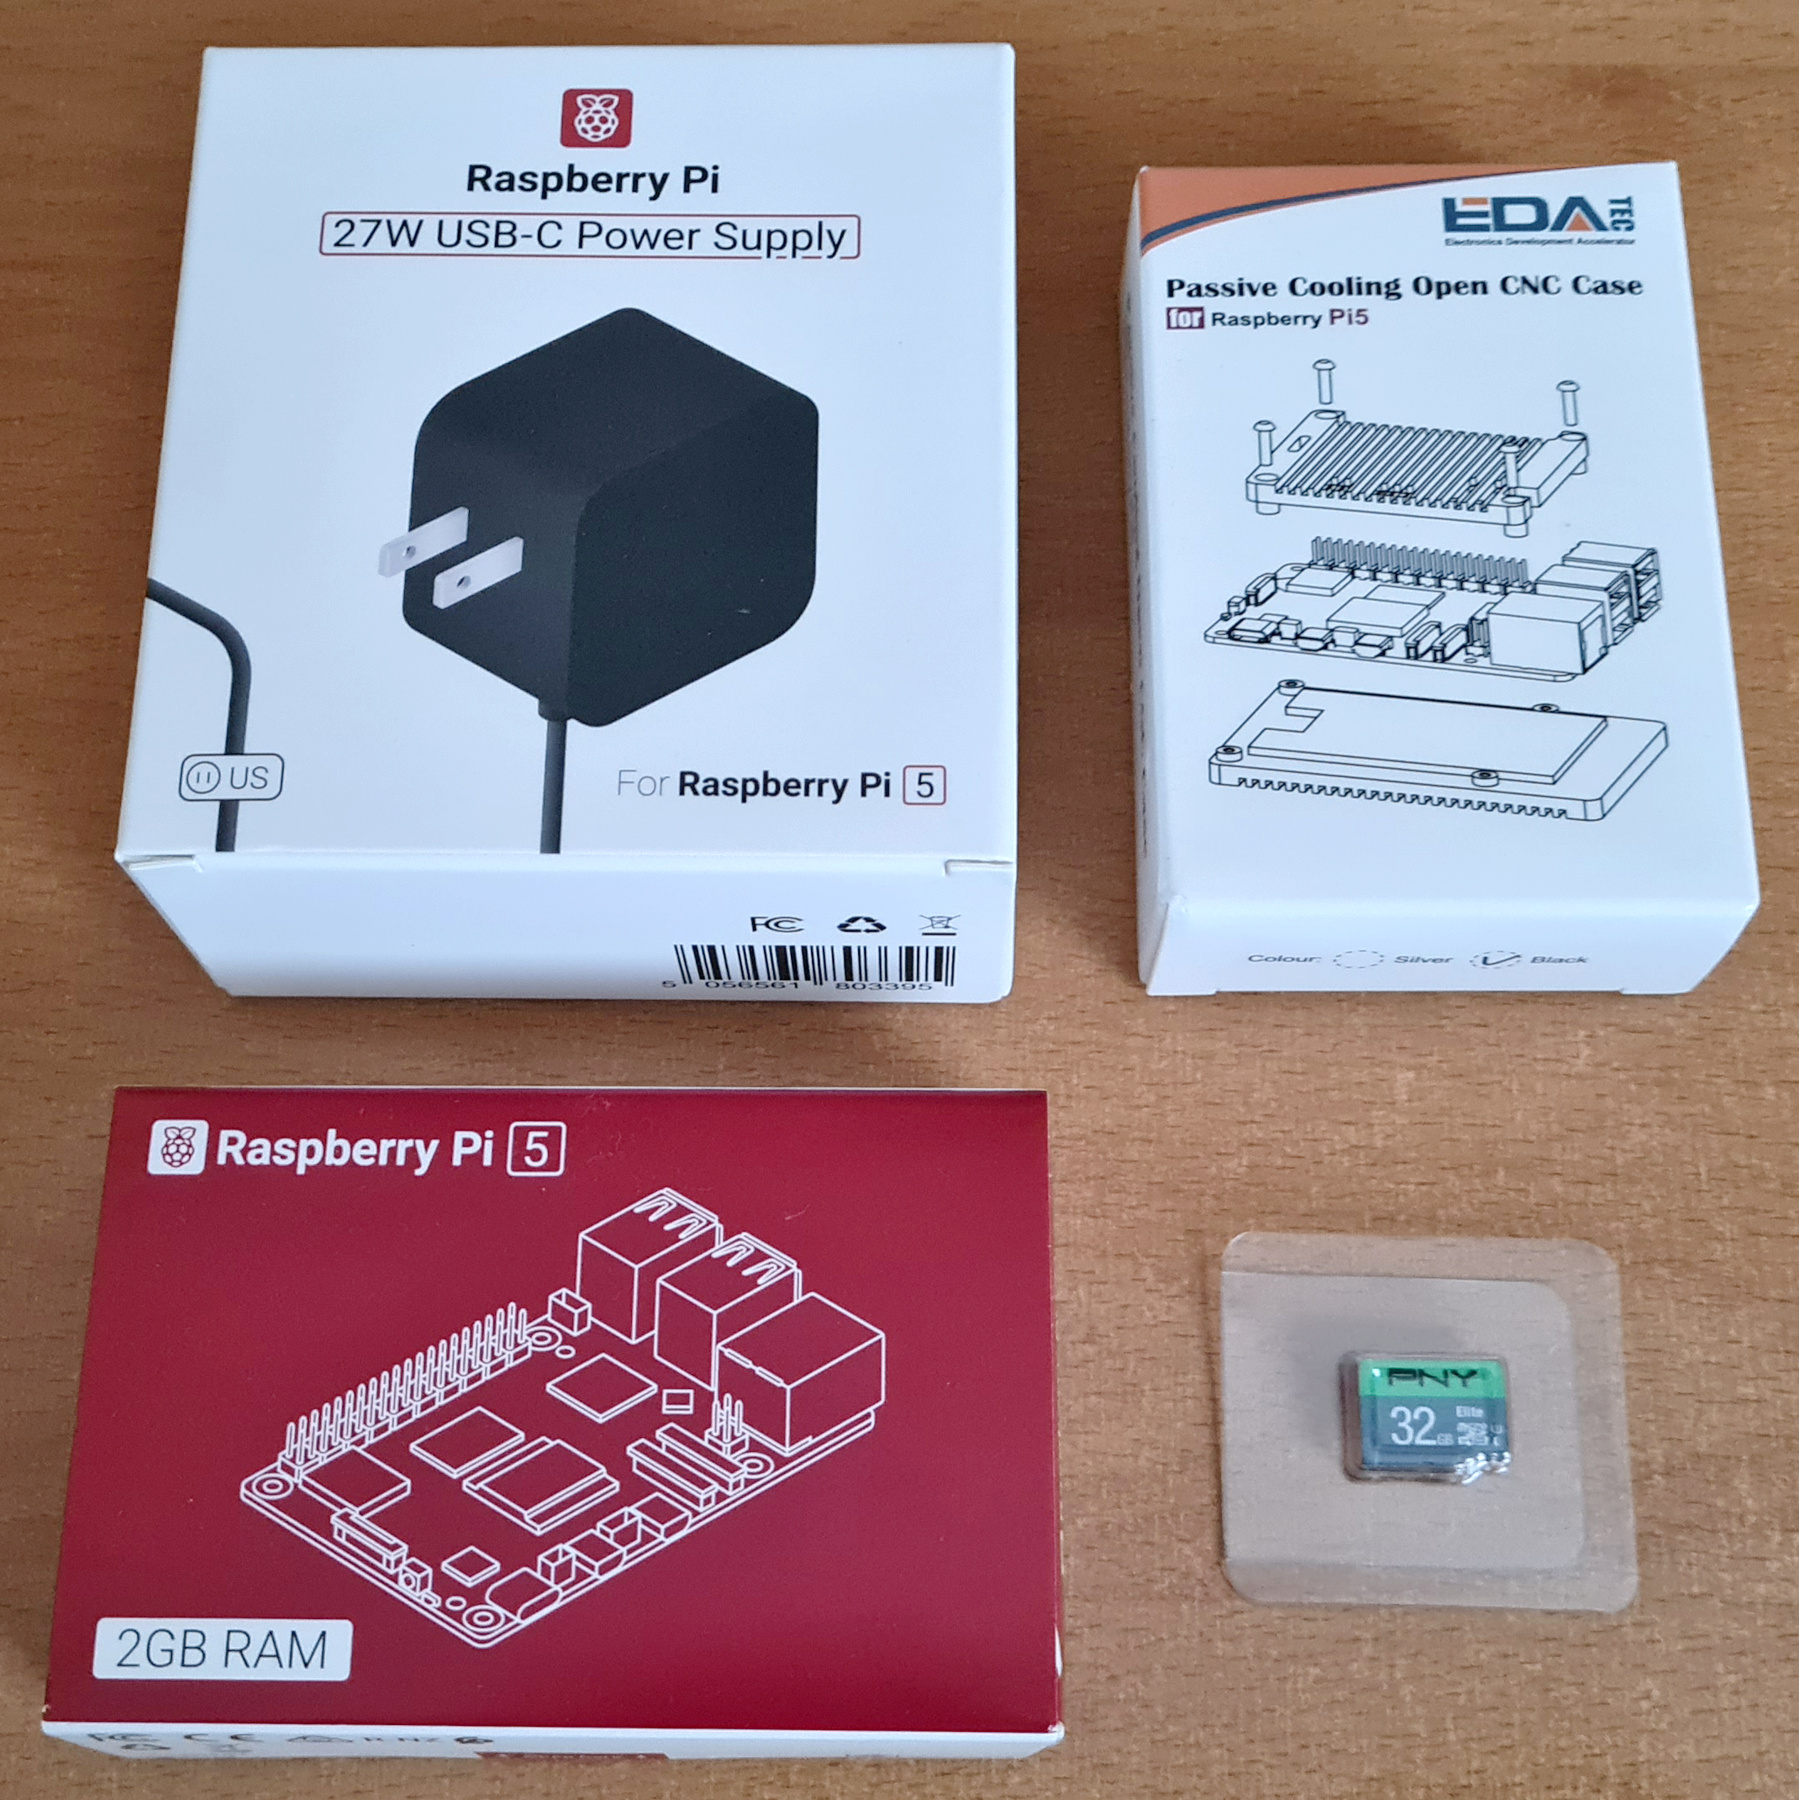 Raspberry Pi
27W USB-C Power Supply
US
For Raspberry Pi 5
FC
5 056561 803395
EDA TEC
Electronics Development Accelerator
Passive Cooling Open CNC Case
for Raspberry Pi5
Colour: Silver Black
Raspberry Pi 5
2GB RAM
PNY
32GB Elite